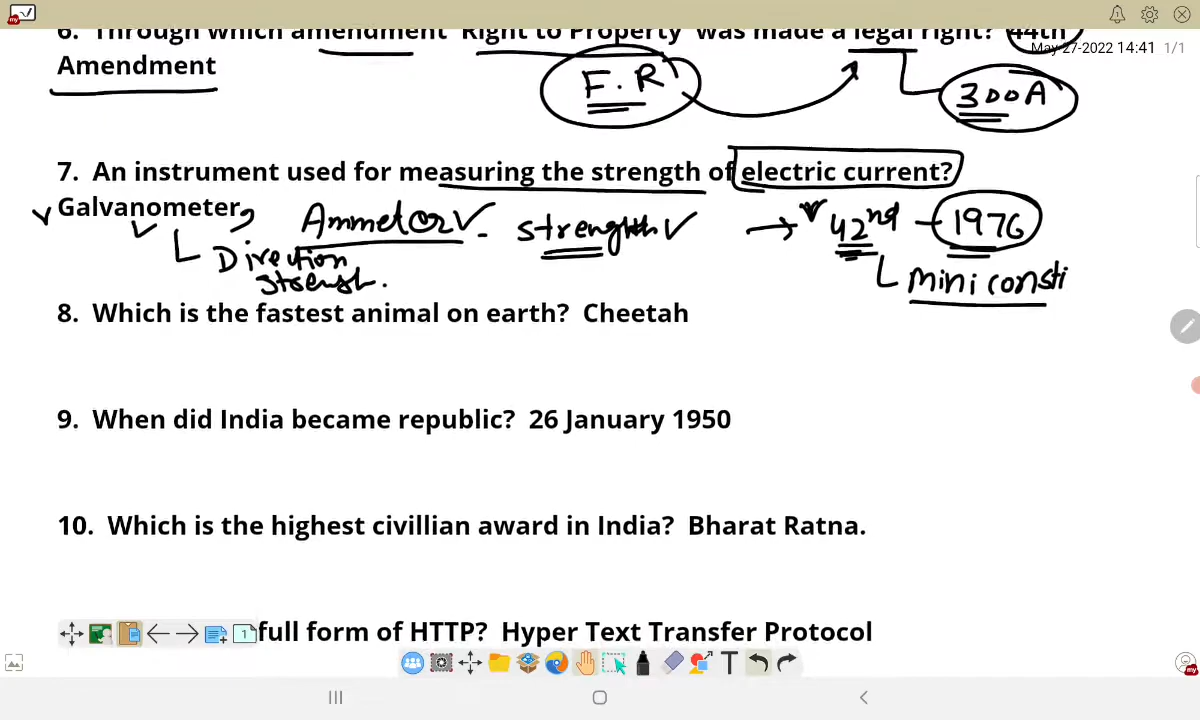 6. Through which amendment 'Right to Property' was made a legal right? 44th
May-27-2022 14:41 1/1
Amendment
F.R
300A
7. An instrument used for measuring the strength of electric current?
Galvanometer,
Ammetor - strength
→ 42nd - 1976
Direction
strength.
mini consti
8. Which is the fastest animal on earth? Cheetah
9. When did India became republic? 26 January 1950
10. Which is the highest civillian award in India? Bharat Ratna.
1
full form of HTTP? Hyper Text Transfer Protocol
T